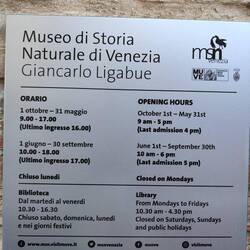 Museo di Storia
Naturale di Venezia
Giancarlo Ligabue
msn
venezia
MUVE
ORARIO
1 ottobre - 31 maggio
9.00 - 17.00
(Ultimo ingresso 16.00)
1 giugno - 30 settembre
10.00 - 18.00
(Ultimo ingresso 17.00)
Chiuso lunedì
OPENING HOURS
October 1st — May 31st
9 am - 5 pm
(Last admission 4 pm)
June 1st — September 30th
10 am - 6 pm
(Last admission 5 pm)
Closed on Mondays
Biblioteca
Dal martedì al venerdì
10.30 - 16.30
Chiuso sabato, domenica, lunedì
e nei giorni festivi
Library
From Mondays to Fridays
10.30 am - 4.30 pm
Closed on Saturdays, Sundays
and public holidays
www.msn.visitmuve.it
muvevenezia
visitmuve